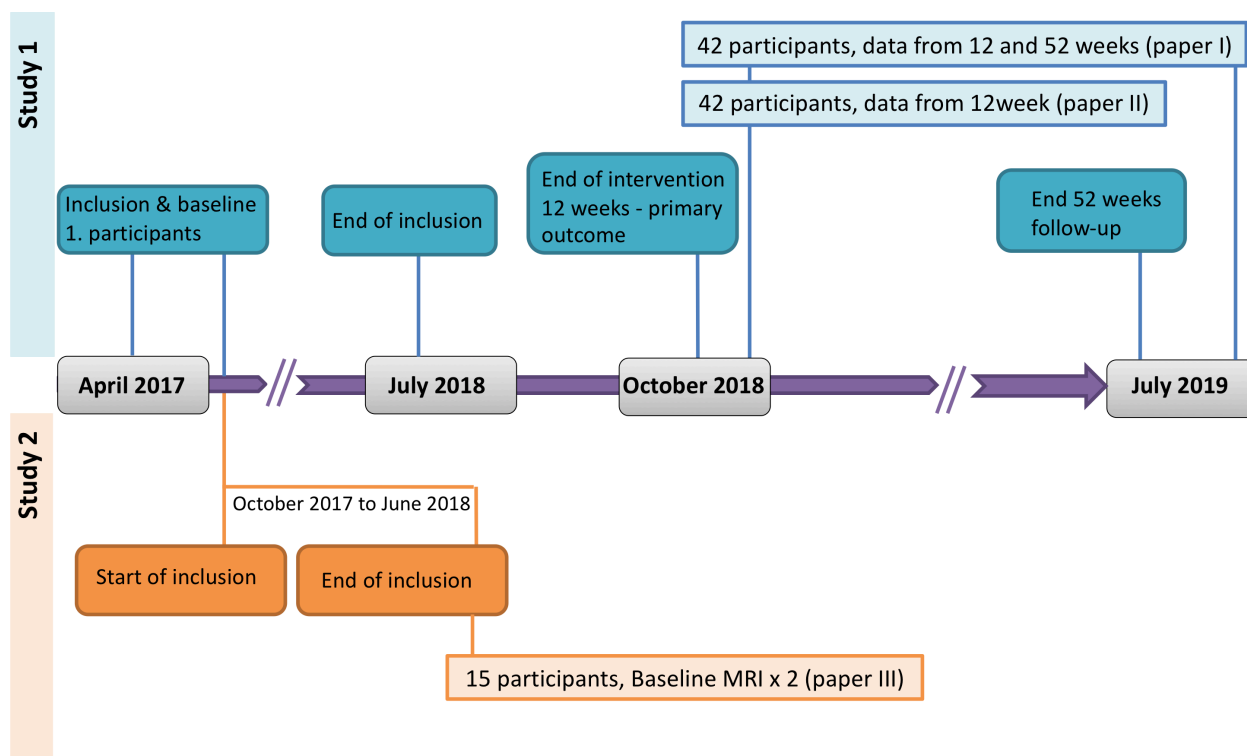 Study 1
42 participants, data from 12 and 52 weeks (paper I)
42 participants, data from 12week (paper II)
Inclusion & baseline
1. participants
End of inclusion
End of intervention
12 weeks - primary
outcome
End 52 weeks
follow-up
April 2017
July 2018
October 2018
July 2019
Study 2
October 2017 to June 2018
Start of inclusion
End of inclusion
15 participants, Baseline MRI x 2 (paper III)